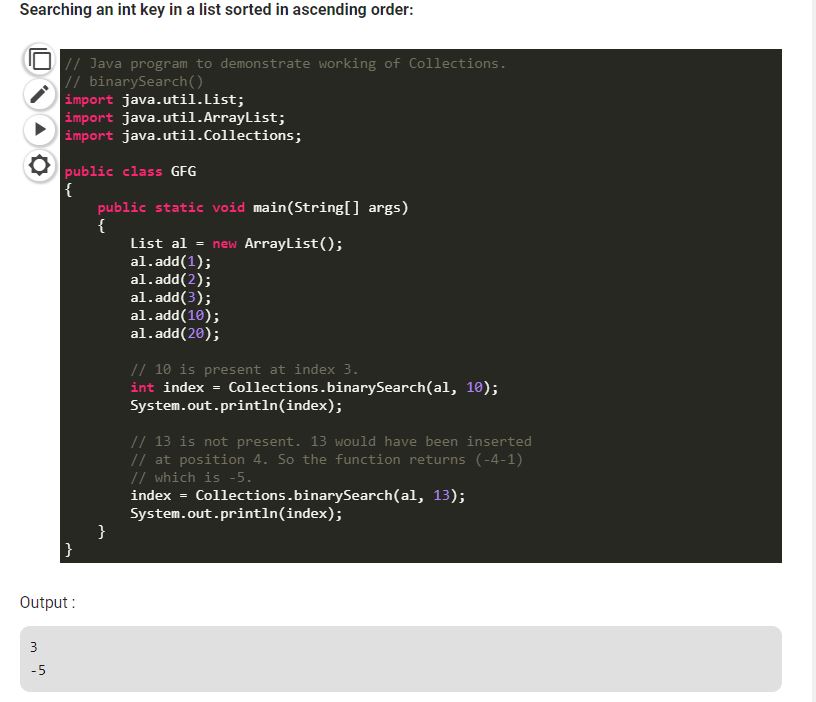 Searching an int key in a list sorted in ascending order:
// Java program to demonstrate working of Collections.
// binarySearch()
import java.util.List;
import java.util.ArrayList;
import java.util.Collections;
public class GFG
{
public static void main(String[] args)
{
List al = new ArrayList();
al.add(1);
al.add(2);
al.add(3);
al.add(10);
al.add(20);
// 10 is present at index 3.
int index = Collections.binarySearch(al, 10);
System.out.println(index);
// 13 is not present. 13 would have been inserted
// at position 4. So the function returns (-4-1)
// which is -5.
index = Collections.binarySearch(al, 13);
System.out.println(index);
}
}
Output :
3
-5